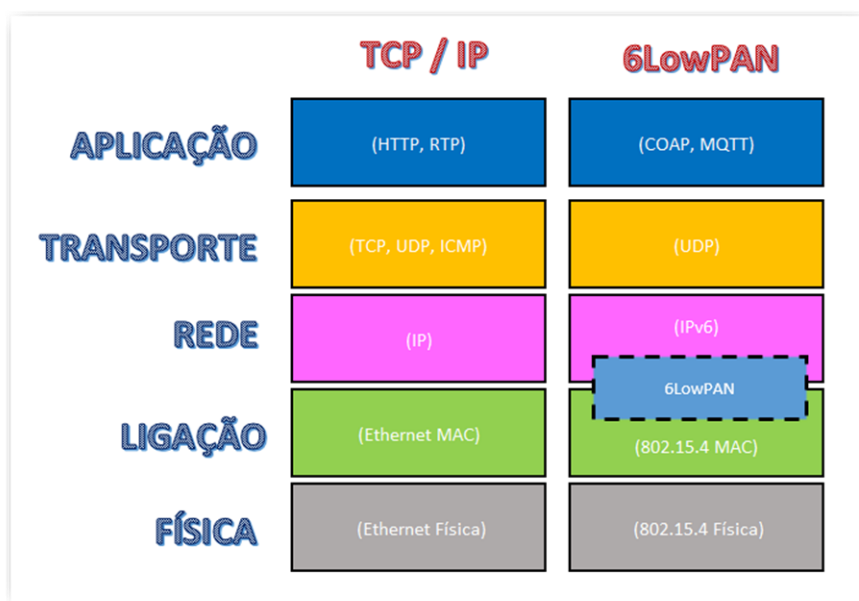 TCP / IP
6LowPAN
APLICAÇÃO
(HTTP, RTP)
(COAP, MQTT)
TRANSPORTE
(TCP, UDP, ICMP)
(UDP)
REDE
(IP)
(IPv6)
6LowPAN
LIGAÇÃO
(Ethernet MAC)
(802.15.4 MAC)
FÍSICA
(Ethernet Física)
(802.15.4 Física)